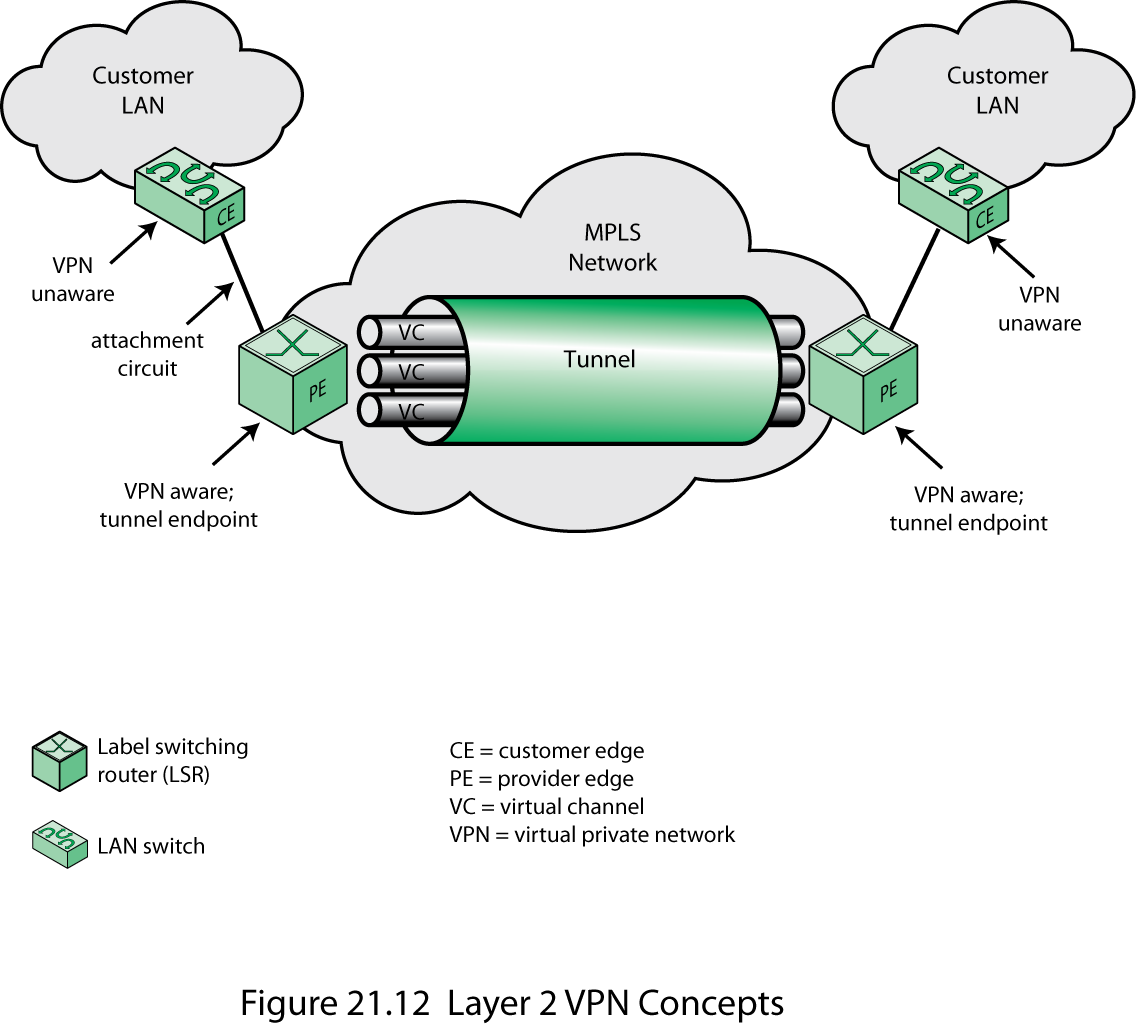 Customer
LAN
Customer
LAN
CE
CE
VPN
unaware
attachment
circuit
MPLS
Network
VPN
unaware
VC
VC
VC
Tunnel
PE
PE
VPN aware;
tunnel endpoint
VPN aware;
tunnel endpoint
Label switching
router (LSR)
LAN switch
CE = customer edge
PE = provider edge
VC = virtual channel
VPN = virtual private network
Figure 21.12 Layer 2 VPN Concepts